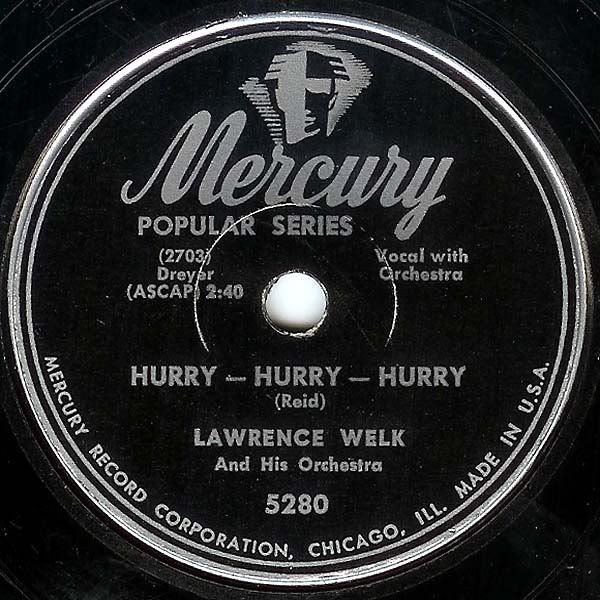 Mercury
POPULAR SERIES
(2703)
Dreyer
(ASCAP) 2:40
Vocal with
Orchestra
HURRY — HURRY — HURRY
(Reid)
LAWRENCE WELK
And His Orchestra
5280
MERCURY RECORD CORPORATION, CHICAGO, ILL. MADE IN U.S.A.